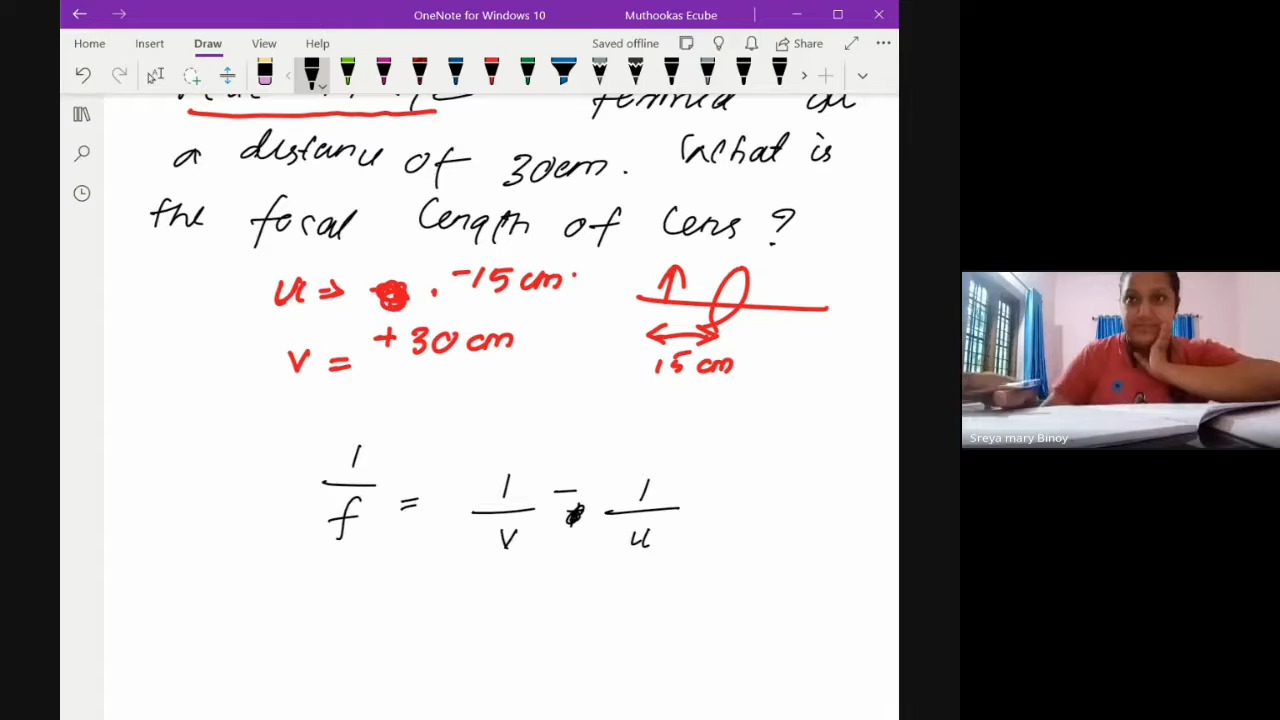 OneNote for Windows 10
Muthookas Ecube
Home Insert Draw View Help
Saved offline
Share
formed
a distance of 30cm. What is
the focal length of lens?
u ⇒ . -15 cm.
v = +30 cm
15 cm
1/f = 1/v - 1/u
Sreya mary Binoy